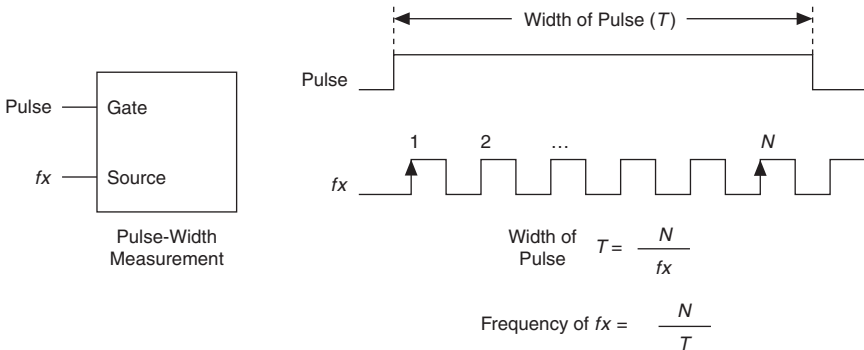 Width of Pulse (T)
Pulse
Pulse
Gate
1 2 ... N
fx
Source
fx
Pulse-Width
Measurement
Width of
Pulse
T = N
fx
Frequency of fx = N
T